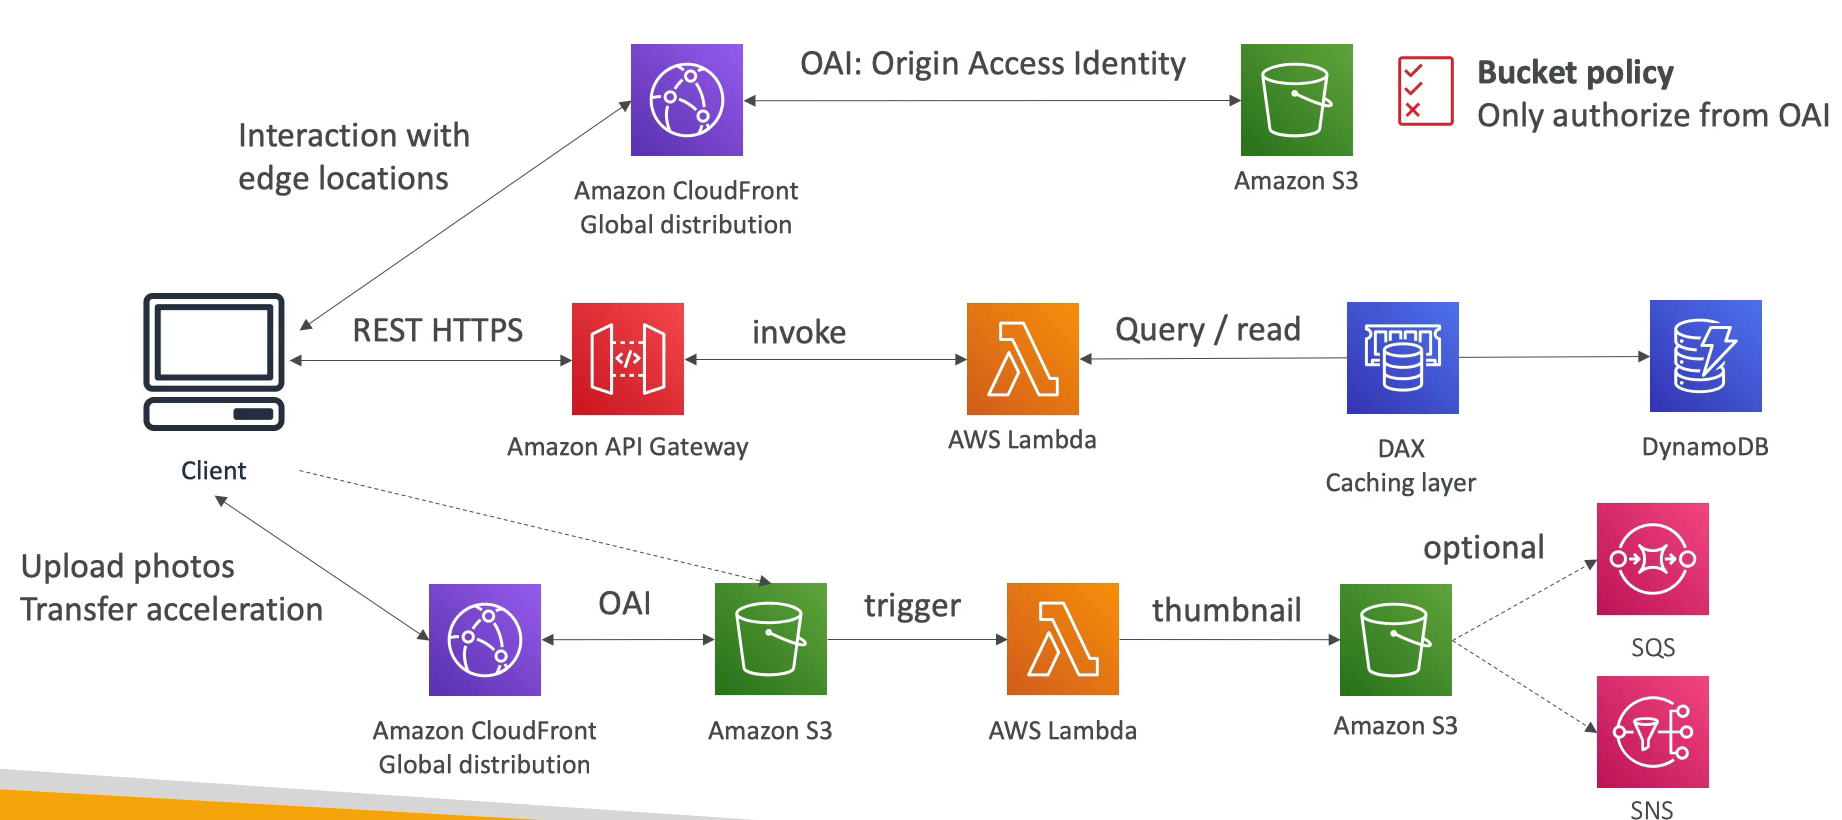 OAI: Origin Access Identity
Bucket policy
Only authorize from OAI
Interaction with
edge locations
Amazon CloudFront
Global distribution
Amazon S3
REST HTTPS
invoke
Query / read
</>
Amazon API Gateway
AWS Lambda
DAX
Caching layer
DynamoDB
Client
Upload photos
Transfer acceleration
OAI
trigger
thumbnail
optional
Amazon CloudFront
Global distribution
Amazon S3
AWS Lambda
Amazon S3
SQS
SNS